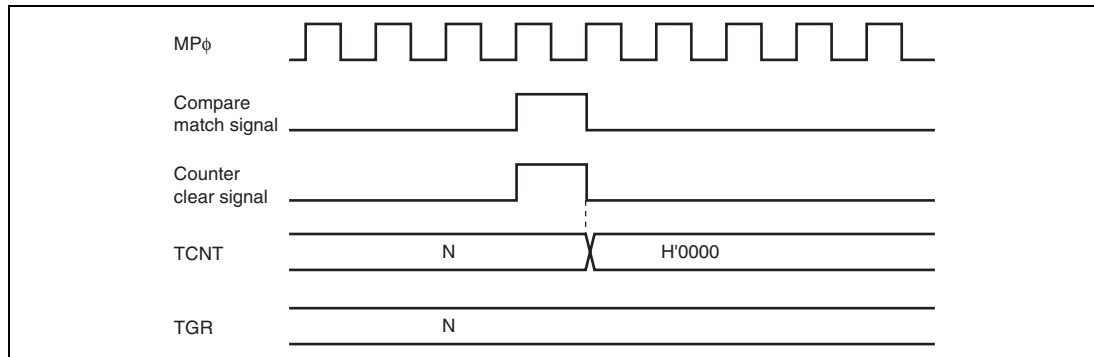 MPϕ
Compare
match signal
Counter
clear signal
TCNT
N
H'0000
TGR
N